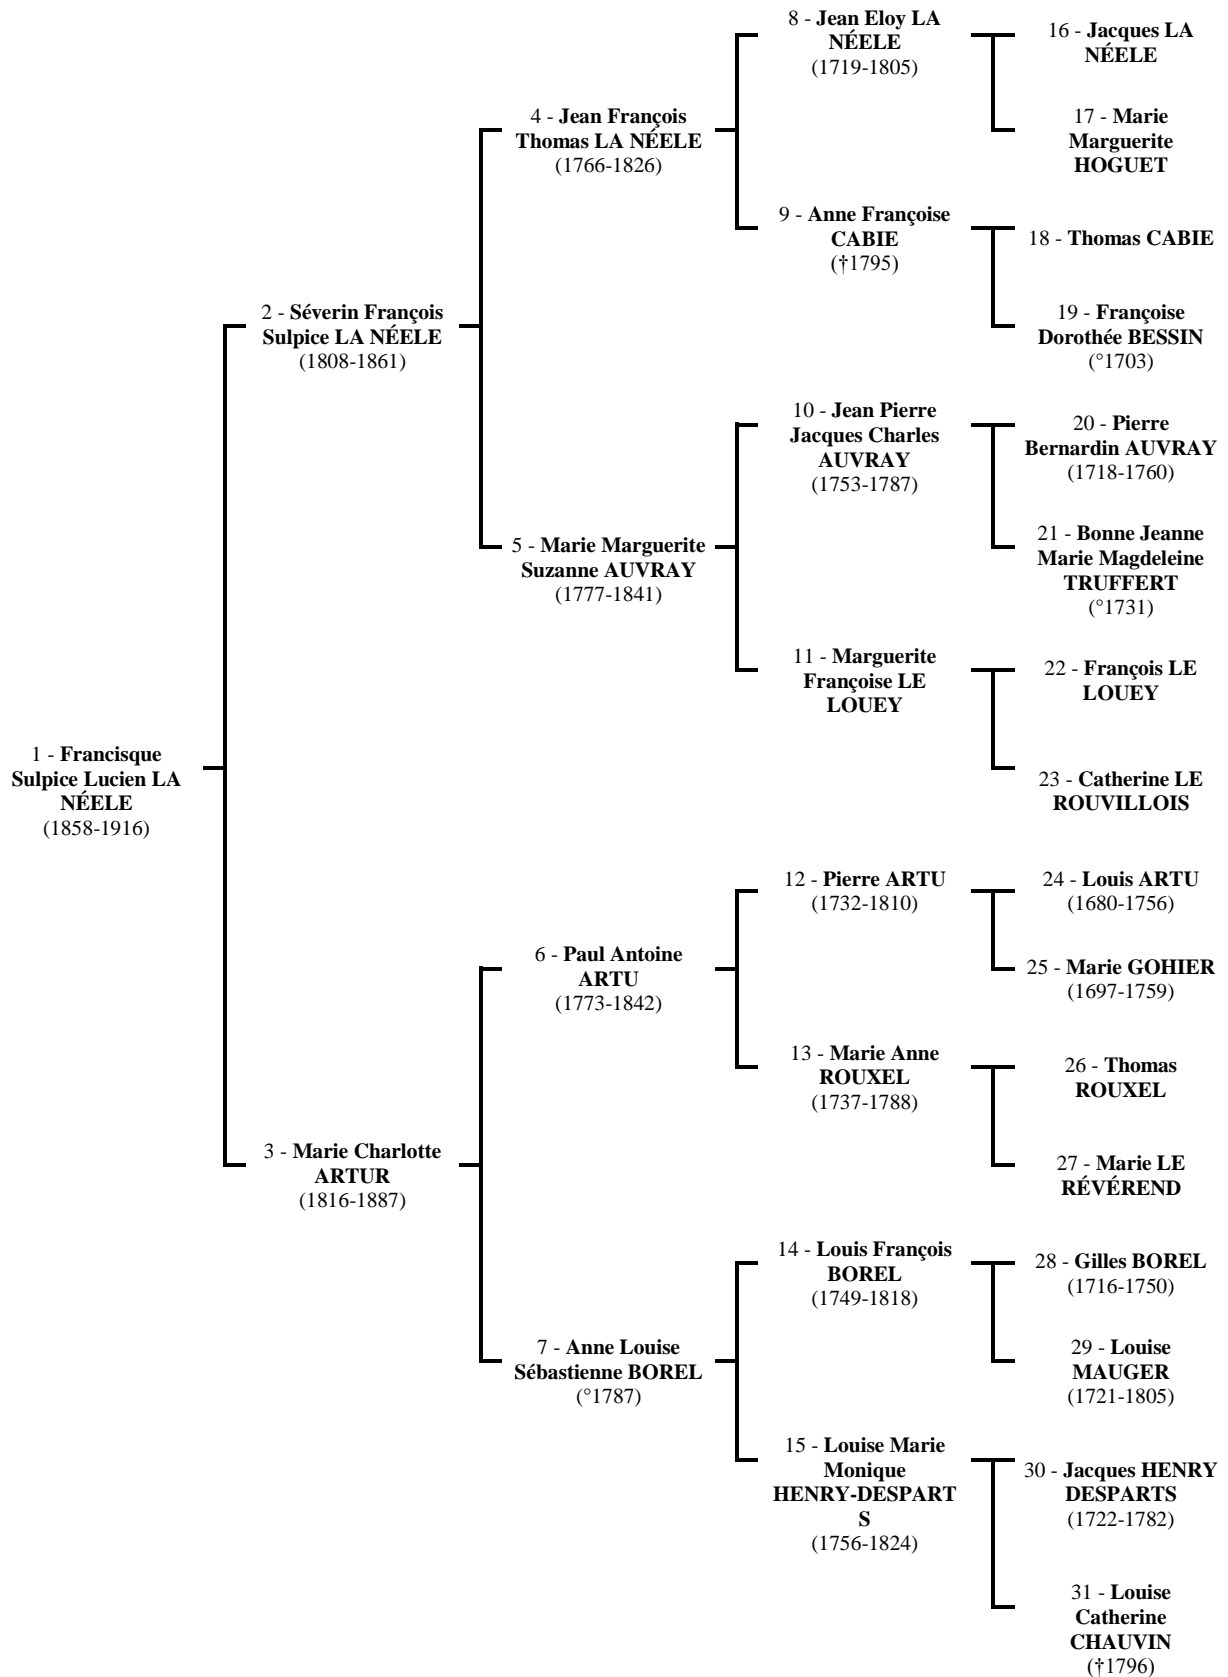 1 - Francisque
Sulpice Lucien LA
NÉELE
(1858-1916)
2 - Séverin François
Sulpice LA NÉELE
(1808-1861)
3 - Marie Charlotte
ARTUR
(1816-1887)
4 - Jean François
Thomas LA NÉELE
(1766-1826)
5 - Marie Marguerite
Suzanne AUVRAY
(1777-1841)
6 - Paul Antoine
ARTU
(1773-1842)
7 - Anne Louise
Sébastienne BOREL
(°1787)
8 - Jean Eloy LA
NÉELE
(1719-1805)
9 - Anne Françoise
CABIE
(†1795)
10 - Jean Pierre
Jacques Charles
AUVRAY
(1753-1787)
11 - Marguerite
Françoise LE
LOUEY
12 - Pierre ARTU
(1732-1810)
13 - Marie Anne
ROUXEL
(1737-1788)
14 - Louis François
BOREL
(1749-1818)
15 - Louise Marie
Monique
HENRY-DESPART
S
(1756-1824)
16 - Jacques LA
NÉELE
17 - Marie
Marguerite
HOGUET
18 - Thomas CABIE
19 - Françoise
Dorothée BESSIN
(°1703)
20 - Pierre
Bernardin AUVRAY
(1718-1760)
21 - Bonne Jeanne
Marie Magdeleine
TRUFFERT
(°1731)
22 - François LE
LOUEY
23 - Catherine LE
ROUVILLOIS
24 - Louis ARTU
(1680-1756)
25 - Marie GOHIER
(1697-1759)
26 - Thomas
ROUXEL
27 - Marie LE
RÉVÉREND
28 - Gilles BOREL
(1716-1750)
29 - Louise
MAUGER
(1721-1805)
30 - Jacques HENRY
DESPARTS
(1722-1782)
31 - Louise
Catherine
CHAUVIN
(†1796)